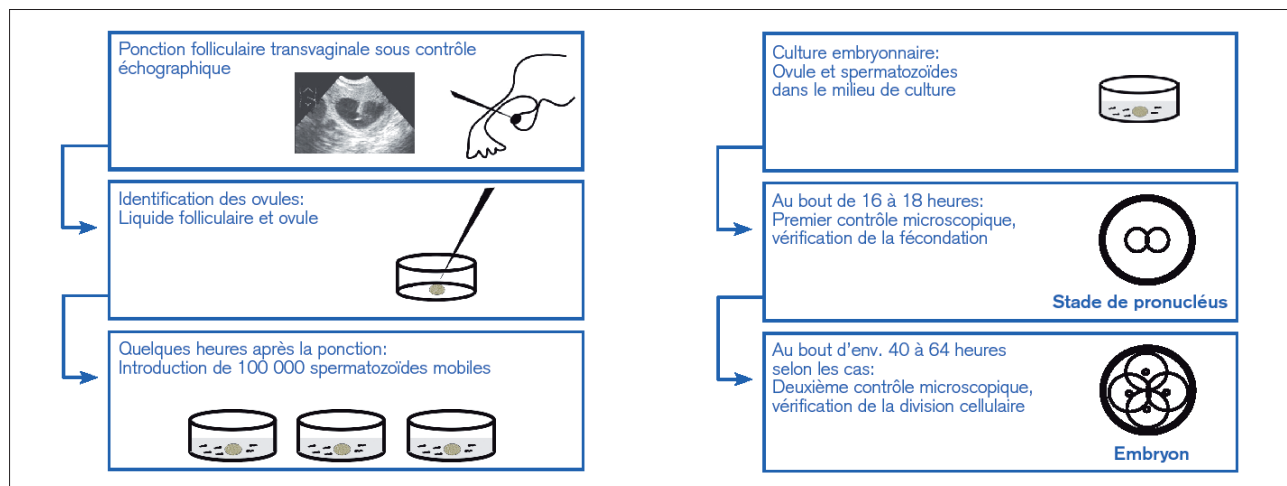 Ponction folliculaire transvaginale sous contrôle
échographique
Identification des ovules:
Liquide folliculaire et ovule
Quelques heures après la ponction:
Introduction de 100 000 spermatozoïdes mobiles
Culture embryonnaire:
Ovule et spermatozoïdes
dans le milieu de culture
Au bout de 16 à 18 heures:
Premier contrôle microscopique,
vérification de la fécondation
Stade de pronucléus
Au bout d'env. 40 à 64 heures
selon les cas:
Deuxième contrôle microscopique,
vérification de la division cellulaire
Embryon